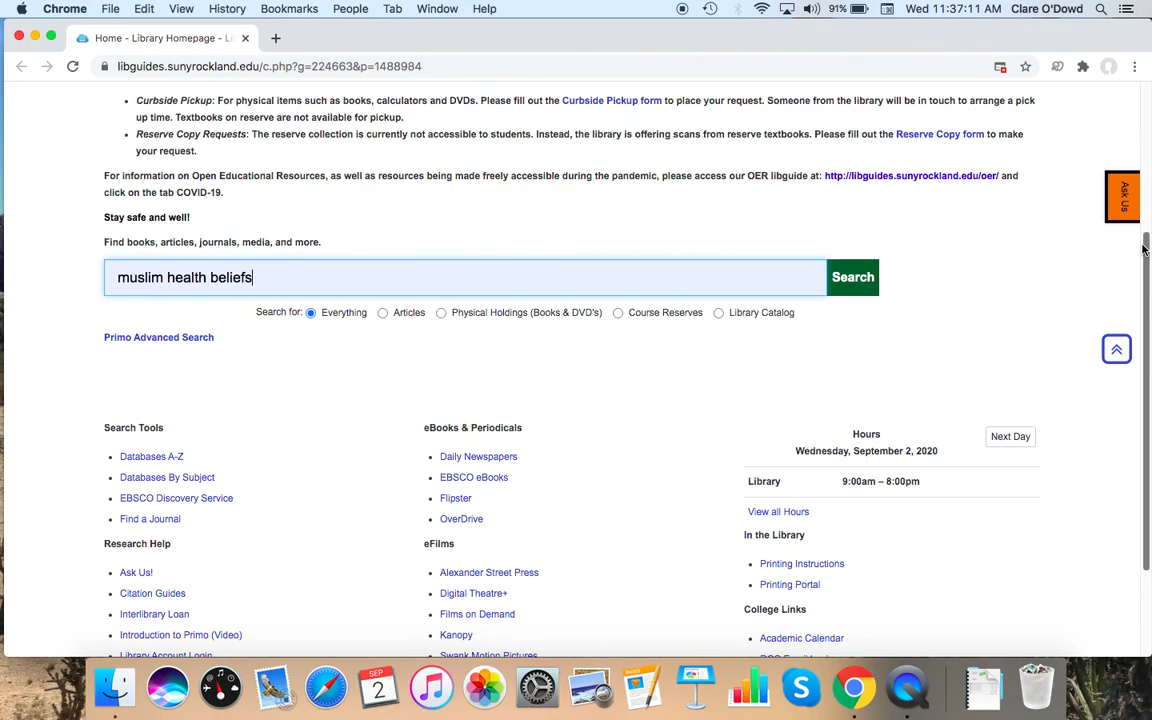 Chrome File Edit View History Bookmarks People Tab Window Help 91% Wed 11:37:11 AM Clare O'Dowd
Home - Library Homepage - Li
libguides.sunyrockland.edu/c.php?g=224663&p=1488984
• Curbside Pickup: For physical items such as books, calculators and DVDs. Please fill out the Curbside Pickup form to place your request. Someone from the library will be in touch to arrange a pick
up time. Textbooks on reserve are not available for pickup.
• Reserve Copy Requests: The reserve collection is currently not accessible to students. Instead, the library is offering scans from reserve textbooks. Please fill out the Reserve Copy form to make
your request.
For information on Open Educational Resources, as well as resources being made freely accessible during the pandemic, please access our OER libguide at: http://libguides.sunyrockland.edu/oer/ and
click on the tab COVID-19.
Ask Us
Stay safe and well!
Find books, articles, journals, media, and more.
muslim health beliefs
Search
Search for: Everything Articles Physical Holdings (Books & DVD's) Course Reserves Library Catalog
Primo Advanced Search
Search Tools
• Databases A-Z
• Databases By Subject
• EBSCO Discovery Service
• Find a Journal
Research Help
• Ask Us!
• Citation Guides
• Interlibrary Loan
• Introduction to Primo (Video)
• Library Account Login
eBooks & Periodicals
• Daily Newspapers
• EBSCO eBooks
• Flipster
• OverDrive
eFilms
• Alexander Street Press
• Digital Theatre+
• Films on Demand
• Kanopy
• Swank Motion Pictures
Hours
Wednesday, September 2, 2020
Next Day
Library 9:00am – 8:00pm
View all Hours
In the Library
• Printing Instructions
• Printing Portal
College Links
• Academic Calendar
SEP
2